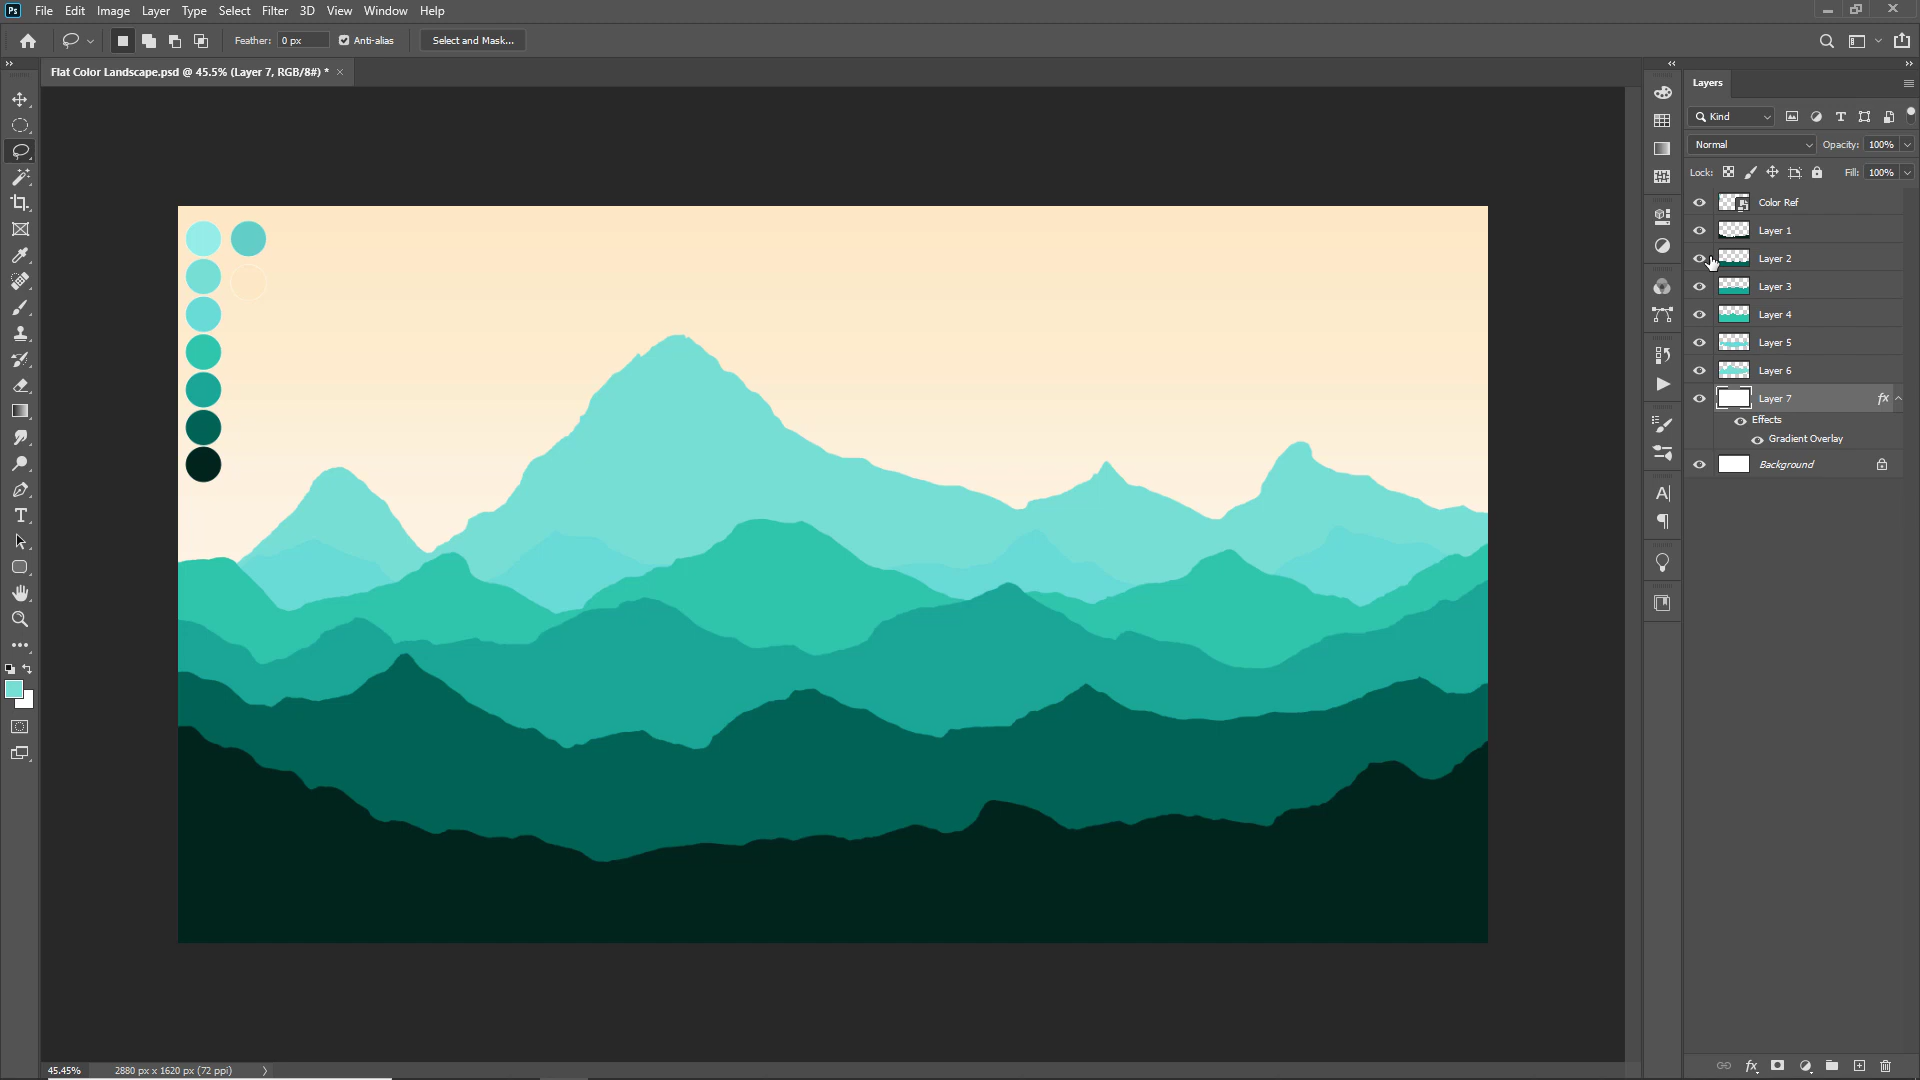 Ps File Edit Image Layer Type Select Filter 3D View Window Help
Feather: 0 px Anti-alias Select and Mask...
Flat Color Landscape.psd @ 45.5% (Layer 7, RGB/8#) *
Layers
Kind
Normal Opacity: 100%
Lock: Fill: 100%
Color Ref
Layer 1
Layer 2
Layer 3
Layer 4
Layer 5
Layer 6
Layer 7 fx
Effects
Gradient Overlay
Background
45.45% 2880 px x 1620 px (72 ppi)